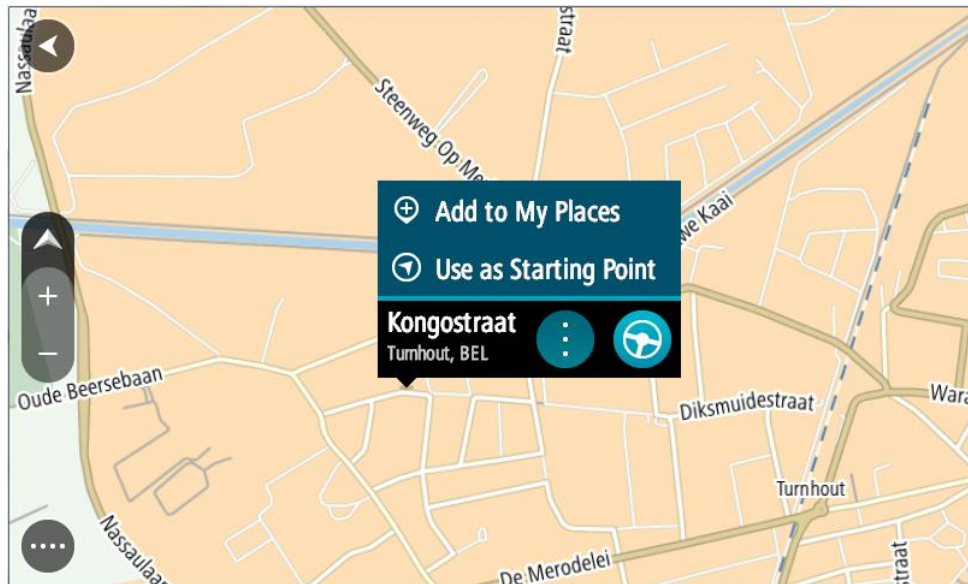 Nassaulaa
straat
Steenweg Op Me
Add to My Places
we Kaai
Use as Starting Point
Kongostraat
Turnhout, BEL
Oude Beersebaan
Diksmuidestraat
Wara
Turnhout
Nassaulaa
De Merodelei
straat